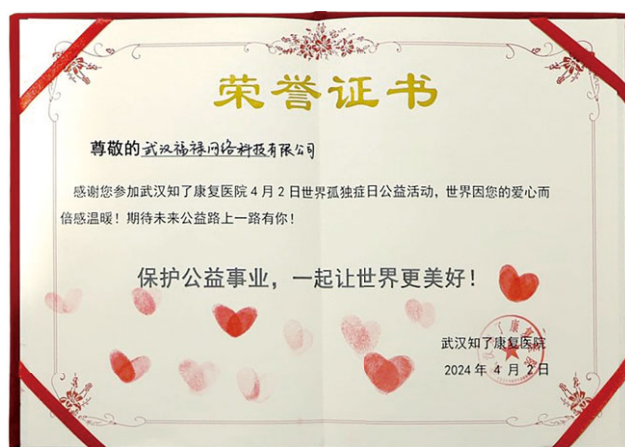 荣誉证书
尊敬的武汉福禄网络科技有限公司
感谢您参加武汉知了康复医院4月2日世界孤独症日公益活动，世界因您的爱心而
倍感温暖！期待未来公益路上一路有你！
保护公益事业，一起让世界更美好！
武汉知了康复医院
2024年4月2日